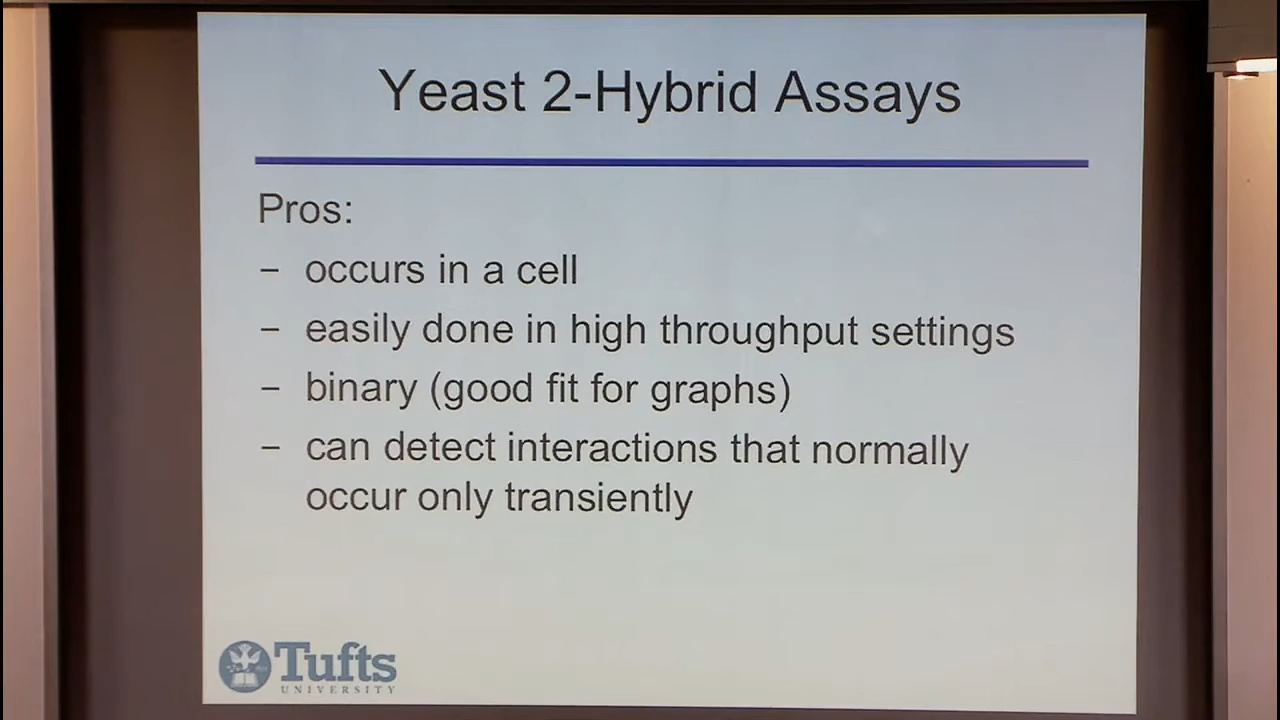 Yeast 2-Hybrid Assays
Pros:
– occurs in a cell
– easily done in high throughput settings
– binary (good fit for graphs)
– can detect interactions that normally
occur only transiently
Tufts
UNIVERSITY